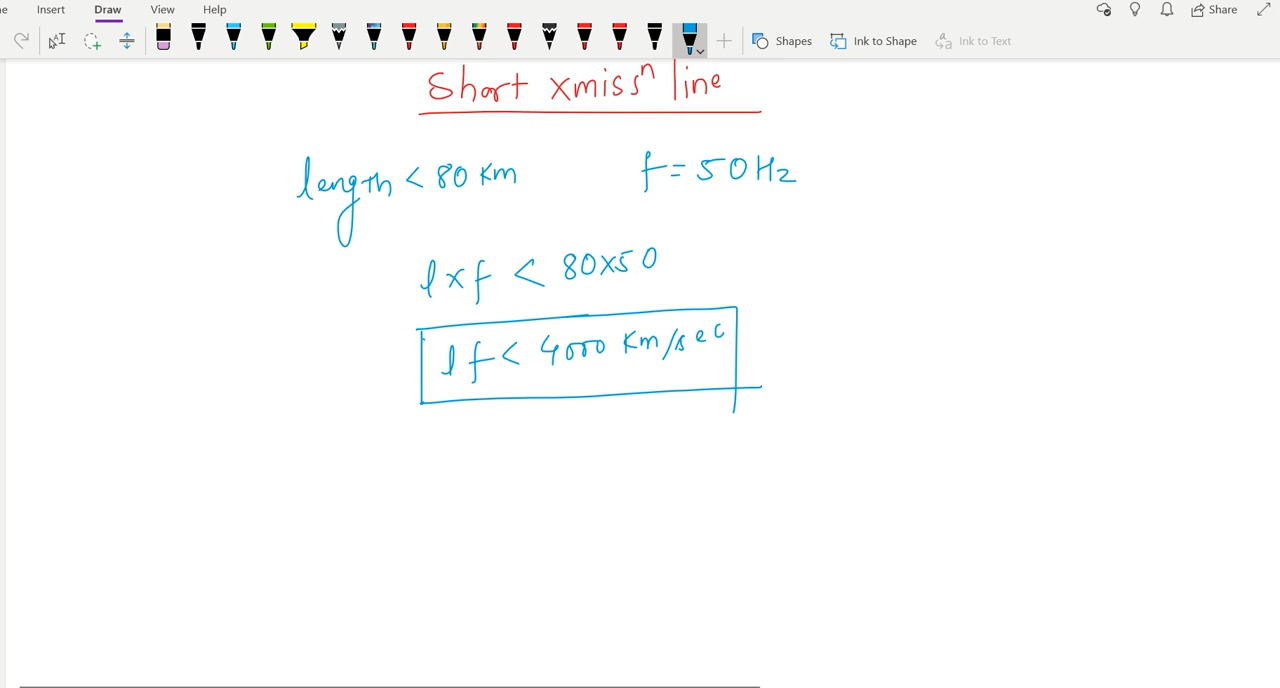 Insert Draw View Help Share
Shapes Ink to Shape Ink to Text
Short xmissⁿ line
length < 80 Km f = 50 Hz
l x f < 80x50
l f < 4000 Km/sec